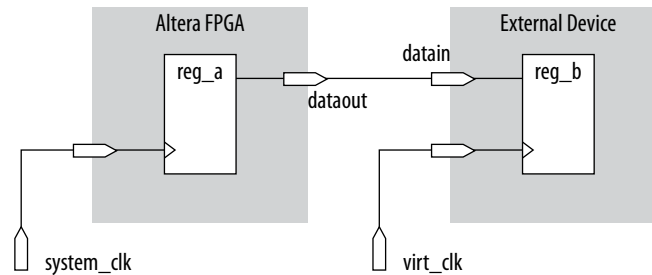 Altera FPGA
External Device
reg_a
datain
reg_b
dataout
system_clk
virt_clk